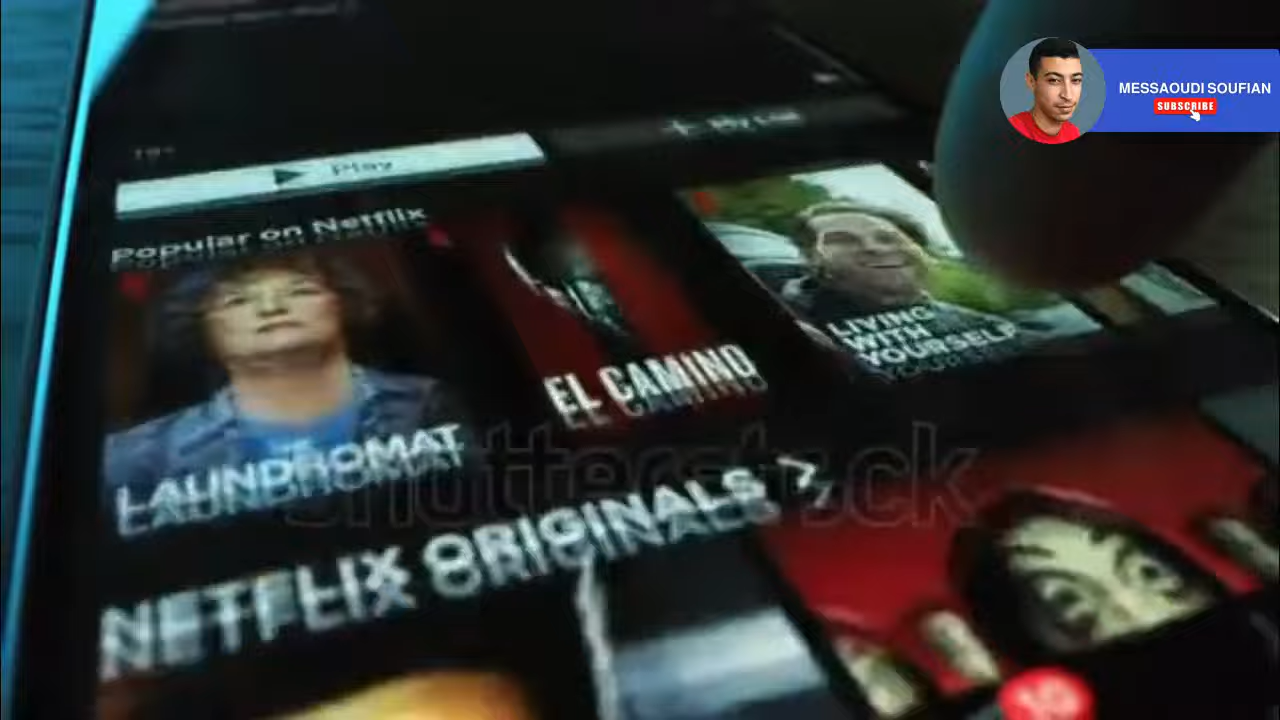 MESSAOUDI SOUFIAN
SUBSCRIBE
+ My List
Play
Popular on Netflix
LIVING
WITH
YOURSELF
EL CAMINO
LAUNDROMAT
shutterstock
NETFLIX ORIGINALS >